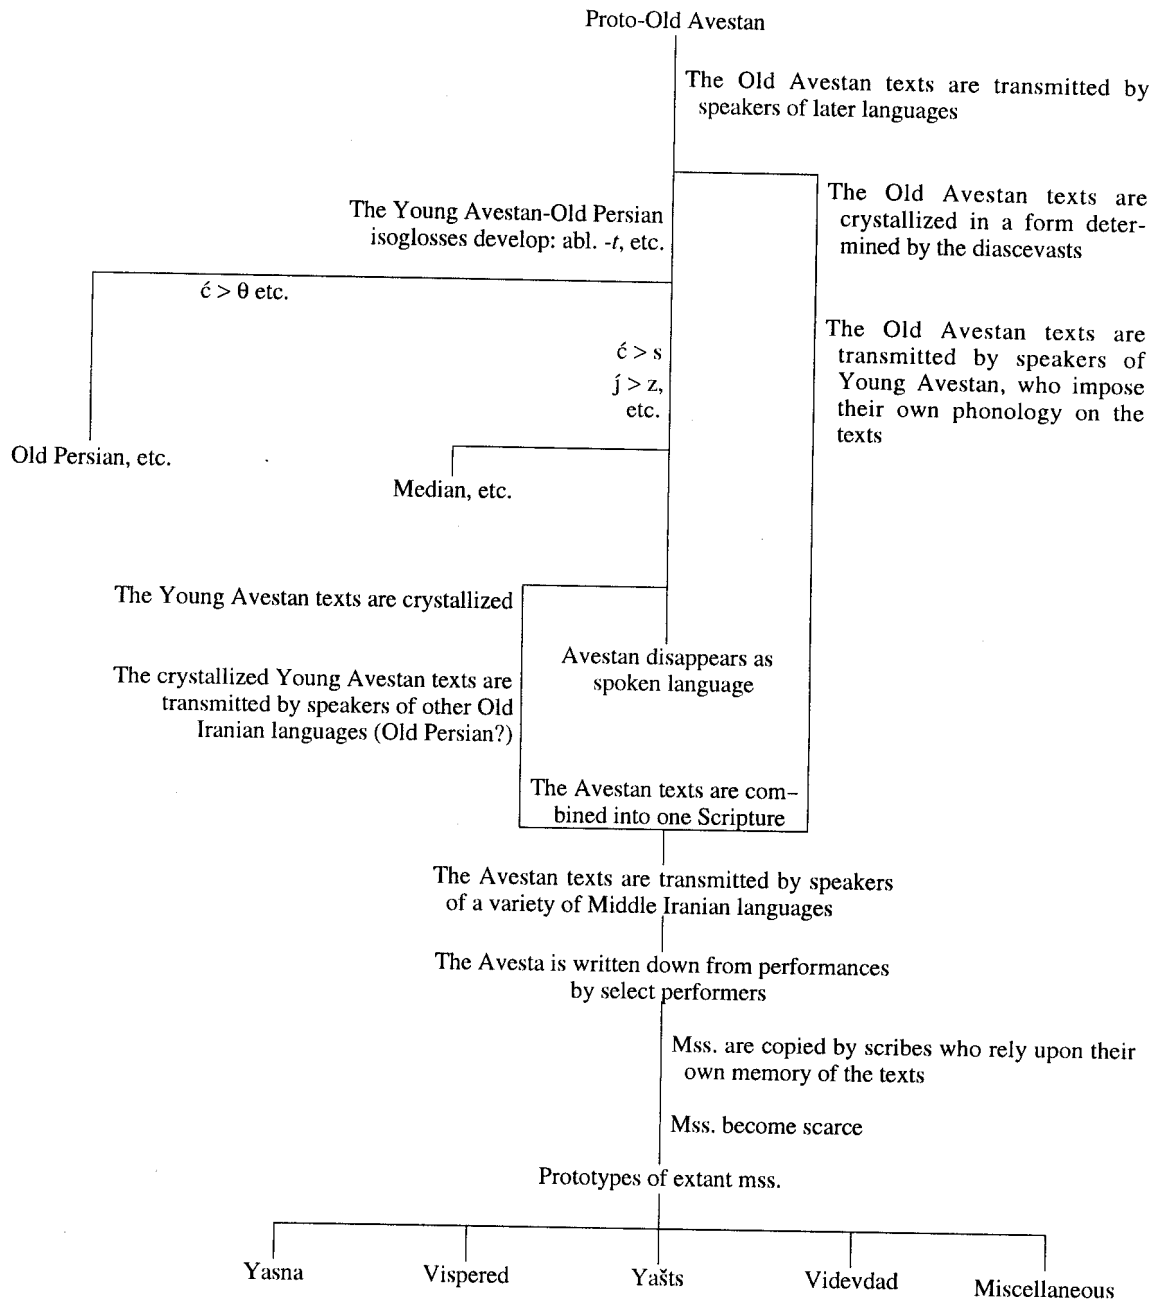 Proto-Old Avestan
The Old Avestan texts are transmitted by
speakers of later languages
The Old Avestan texts are
crystallized in a form deter-
mined by the diascevasts
The Young Avestan-Old Persian
isoglosses develop: abl. -t, etc.
ć > θ etc.
The Old Avestan texts are
transmitted by speakers of
Young Avestan, who impose
their own phonology on the
texts
ć > s
j́ > z,
etc.
Old Persian, etc.
Median, etc.
The Young Avestan texts are crystallized
Avestan disappears as
spoken language
The crystallized Young Avestan texts are
transmitted by speakers of other Old
Iranian languages (Old Persian?)
The Avestan texts are com–
bined into one Scripture
The Avestan texts are transmitted by speakers
of a variety of Middle Iranian languages
The Avesta is written down from performances
by select performers
Mss. are copied by scribes who rely upon their
own memory of the texts
Mss. become scarce
Prototypes of extant mss.
Yasna
Vispered
Yašts
Videvdad
Miscellaneous